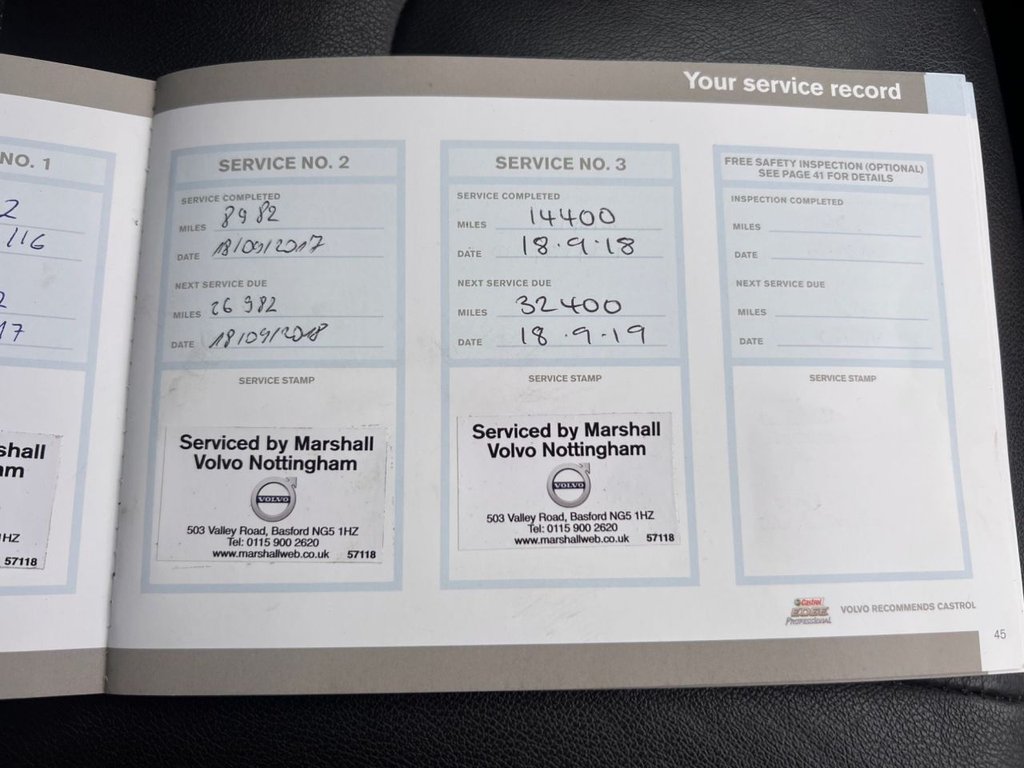 Your service record
NO. 1
2
116
2
17
shall
am
1HZ
57118
SERVICE NO. 2
SERVICE COMPLETED
MILES 8982
DATE 18/09/2017
NEXT SERVICE DUE
MILES 26 982
DATE 18/09/2018
SERVICE STAMP
Serviced by Marshall
Volvo Nottingham
VOLVO
503 Valley Road, Basford NG5 1HZ
Tel: 0115 900 2620
www.marshallweb.co.uk 57118
SERVICE NO. 3
SERVICE COMPLETED
MILES 14400
DATE 18.9.18
NEXT SERVICE DUE
MILES 32400
DATE 18.9.19
SERVICE STAMP
Serviced by Marshall
Volvo Nottingham
VOLVO
503 Valley Road, Basford NG5 1HZ
Tel: 0115 900 2620
www.marshallweb.co.uk 57118
FREE SAFETY INSPECTION (OPTIONAL)
SEE PAGE 41 FOR DETAILS
INSPECTION COMPLETED
MILES
DATE
NEXT SERVICE DUE
MILES
DATE
SERVICE STAMP
Castrol
EDGE
PROFESSIONAL
VOLVO RECOMMENDS CASTROL
45